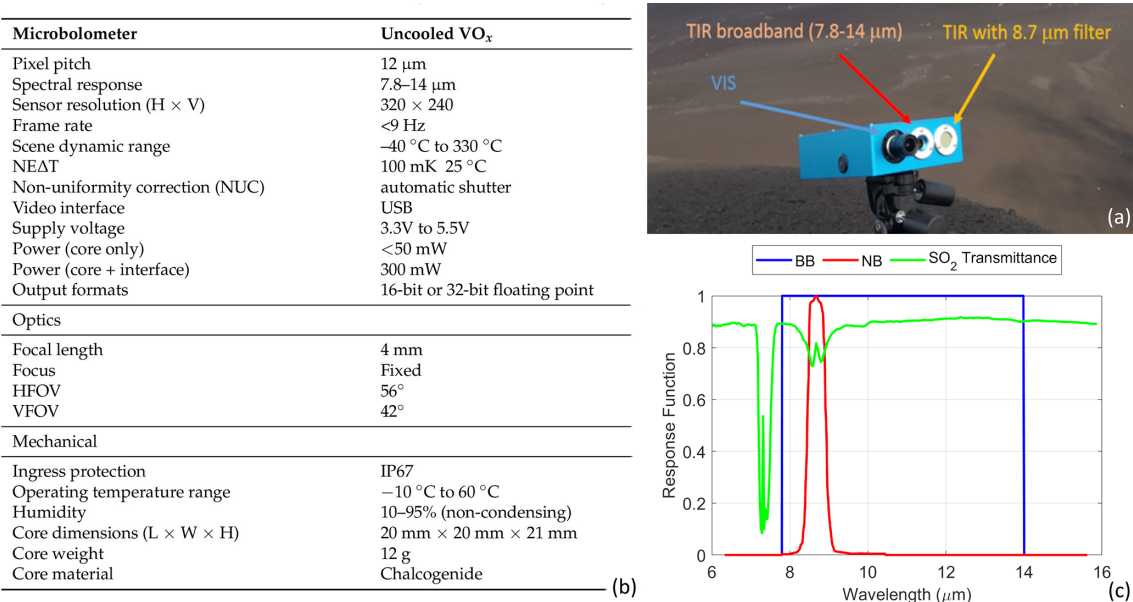 Microbolometer Uncooled VOx
Pixel pitch 12 μm
Spectral response 7.8–14 μm
Sensor resolution (H × V) 320 × 240
Frame rate <9 Hz
Scene dynamic range –40 °C to 330 °C
NEΔT 100 mK 25 °C
Non-uniformity correction (NUC) automatic shutter
Video interface USB
Supply voltage 3.3V to 5.5V
Power (core only) <50 mW
Power (core + interface) 300 mW
Output formats 16-bit or 32-bit floating point
Optics
Focal length 4 mm
Focus Fixed
HFOV 56°
VFOV 42°
Mechanical
Ingress protection IP67
Operating temperature range −10 °C to 60 °C
Humidity 10–95% (non-condensing)
Core dimensions (L × W × H) 20 mm × 20 mm × 21 mm
Core weight 12 g
Core material Chalcogenide
(b)
TIR broadband (7.8-14 μm) TIR with 8.7 μm filter
VIS
(a)
BB NB SO2 Transmittance
Response Function
1
0.8
0.6
0.4
0.2
0
6 8 10 12 14 16
Wavelength (μm)
(c)